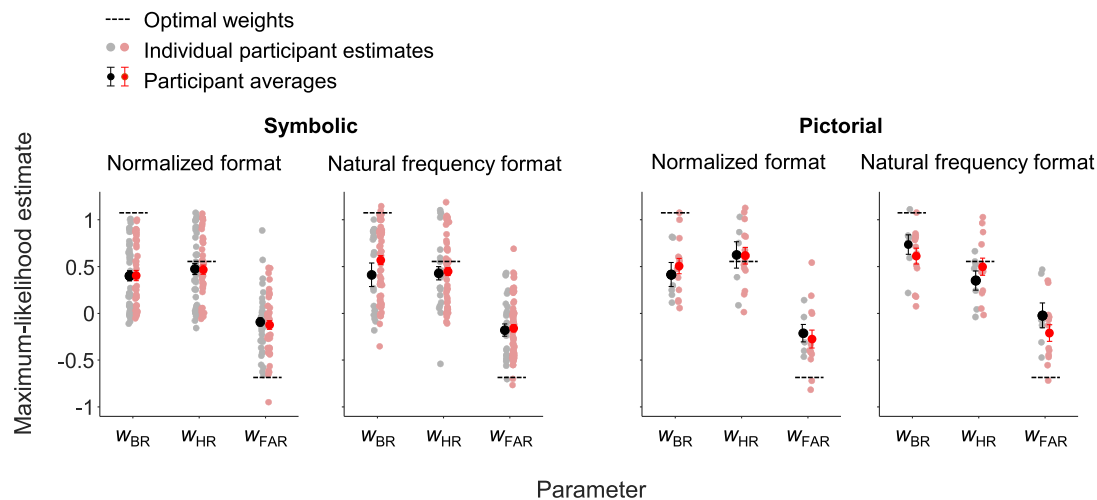 Optimal weights
Individual participant estimates
Participant averages
Symbolic
Pictorial
Normalized format
Natural frequency format
Normalized format
Natural frequency format
Maximum-likelihood estimate
1
0.5
0
-0.5
-1
wBR wHR wFAR
wBR wHR wFAR
wBR wHR wFAR
wBR wHR wFAR
Parameter